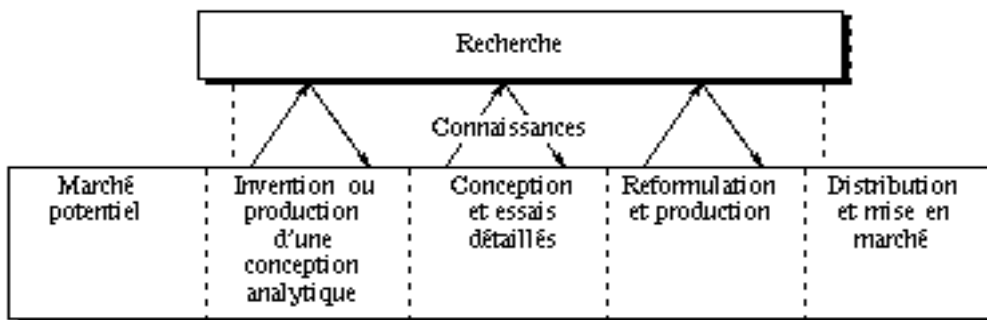 Recherche
Connaissances
Marché
potentiel
Invention ou
production
d'une
conception
analytique
Conception
et essais
détaillés
Reformulation
et production
Distribution
et mise en
marché